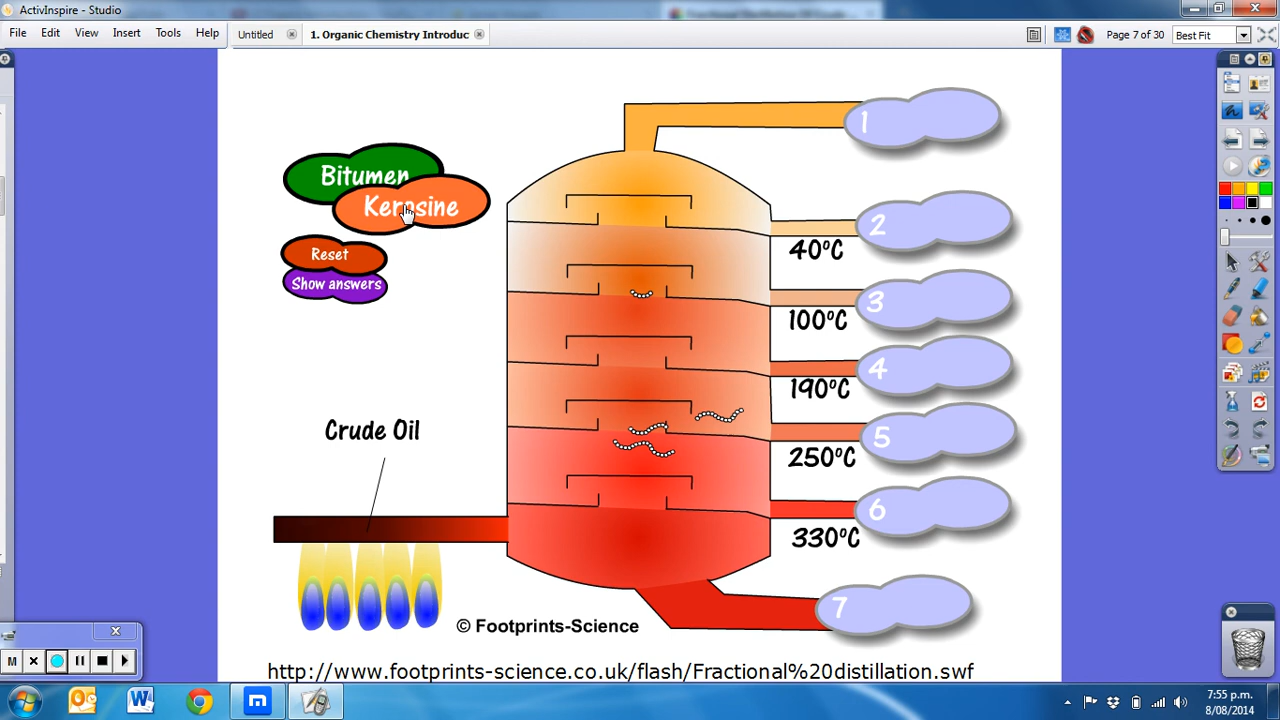 ActivInspire - Studio
File Edit View Insert Tools Help
Untitled
1. Organic Chemistry Introduc
Page 7 of 30
Best Fit
1
Bitumen
Kerosine
2
40°C
Reset
Show answers
3
100°C
4
190°C
Crude Oil
5
250°C
6
330°C
7
© Footprints-Science
M
http://www.footprints-science.co.uk/flash/Fractional%20distillation.swf
7:55 p.m.
8/08/2014